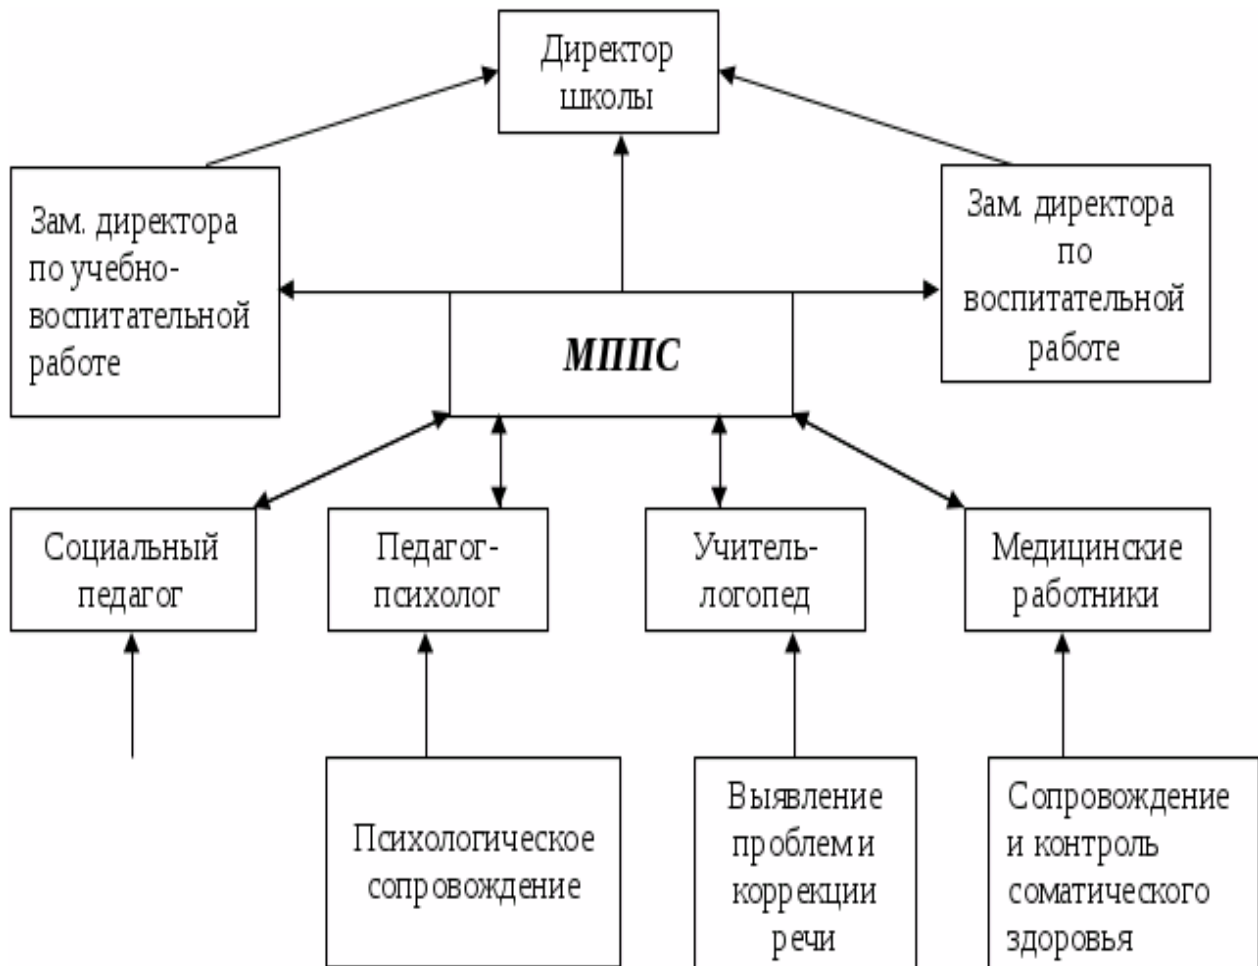 Директор
школы
Зам. директора
по учебно-
воспитательной
работе
Зам. директора
по
воспитательной
работе
МППС
Социальный
педагог
Педагог-
психолог
Учитель-
логопед
Медицинские
работники
Психологическое
сопровождение
Выявление
проблем и
коррекции
речи
Сопровождение
и контроль
соматического
здоровья